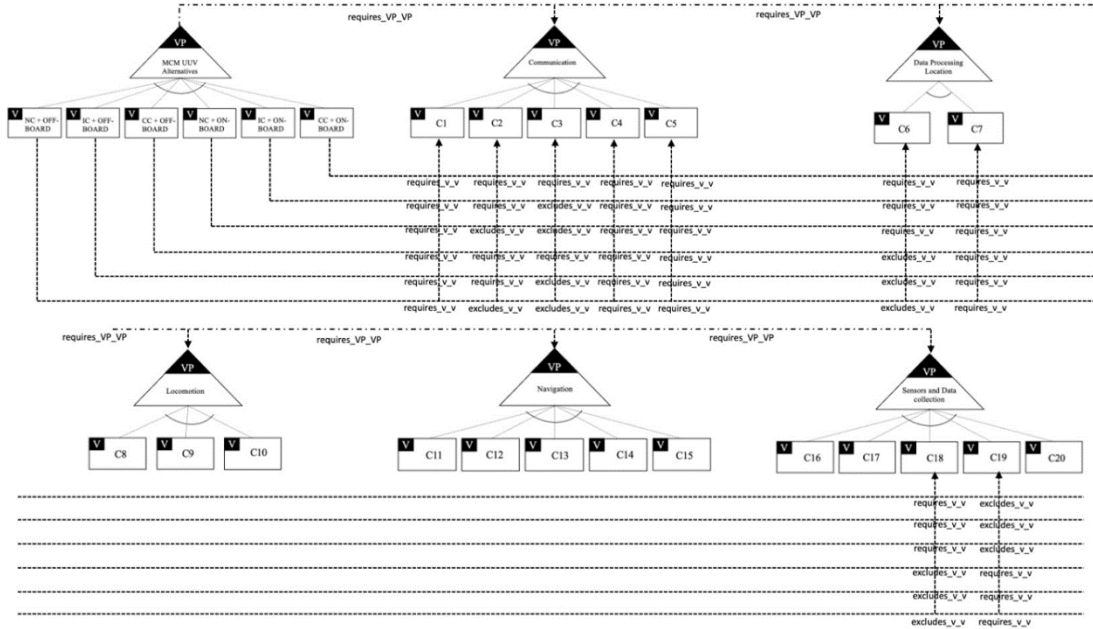 requires_VP_VP requires_VP_VP
VP VP VP
MCM UUV Alternatives Communication Data Processing Location
V NC + OFF-BOARD V IC + OFF-BOARD V CC + OFF-BOARD V NC + ON-BOARD V IC + ON-BOARD V CC + ON-BOARD V C1 V C2 V C3 V C4 V C5 V C6 V C7
requires_v_v requires_v_v requires_v_v requires_v_v requires_v_v requires_v_v requires_v_v
requires_v_v requires_v_v excludes_v_v requires_v_v requires_v_v requires_v_v requires_v_v
requires_v_v excludes_v_v excludes_v_v requires_v_v requires_v_v requires_v_v requires_v_v
requires_v_v requires_v_v requires_v_v requires_v_v requires_v_v excludes_v_v requires_v_v
requires_v_v requires_v_v excludes_v_v requires_v_v requires_v_v excludes_v_v requires_v_v
requires_v_v excludes_v_v excludes_v_v requires_v_v requires_v_v excludes_v_v requires_v_v
requires_VP_VP requires_VP_VP requires_VP_VP
VP VP VP
Locomotion Navigation Sensors and Data collection
V C8 V C9 V C10 V C11 V C12 V C13 V C14 V C15 V C16 V C17 V C18 V C19 V C20
requires_v_v excludes_v_v
requires_v_v excludes_v_v
requires_v_v excludes_v_v
excludes_v_v requires_v_v
excludes_v_v requires_v_v
excludes_v_v requires_v_v